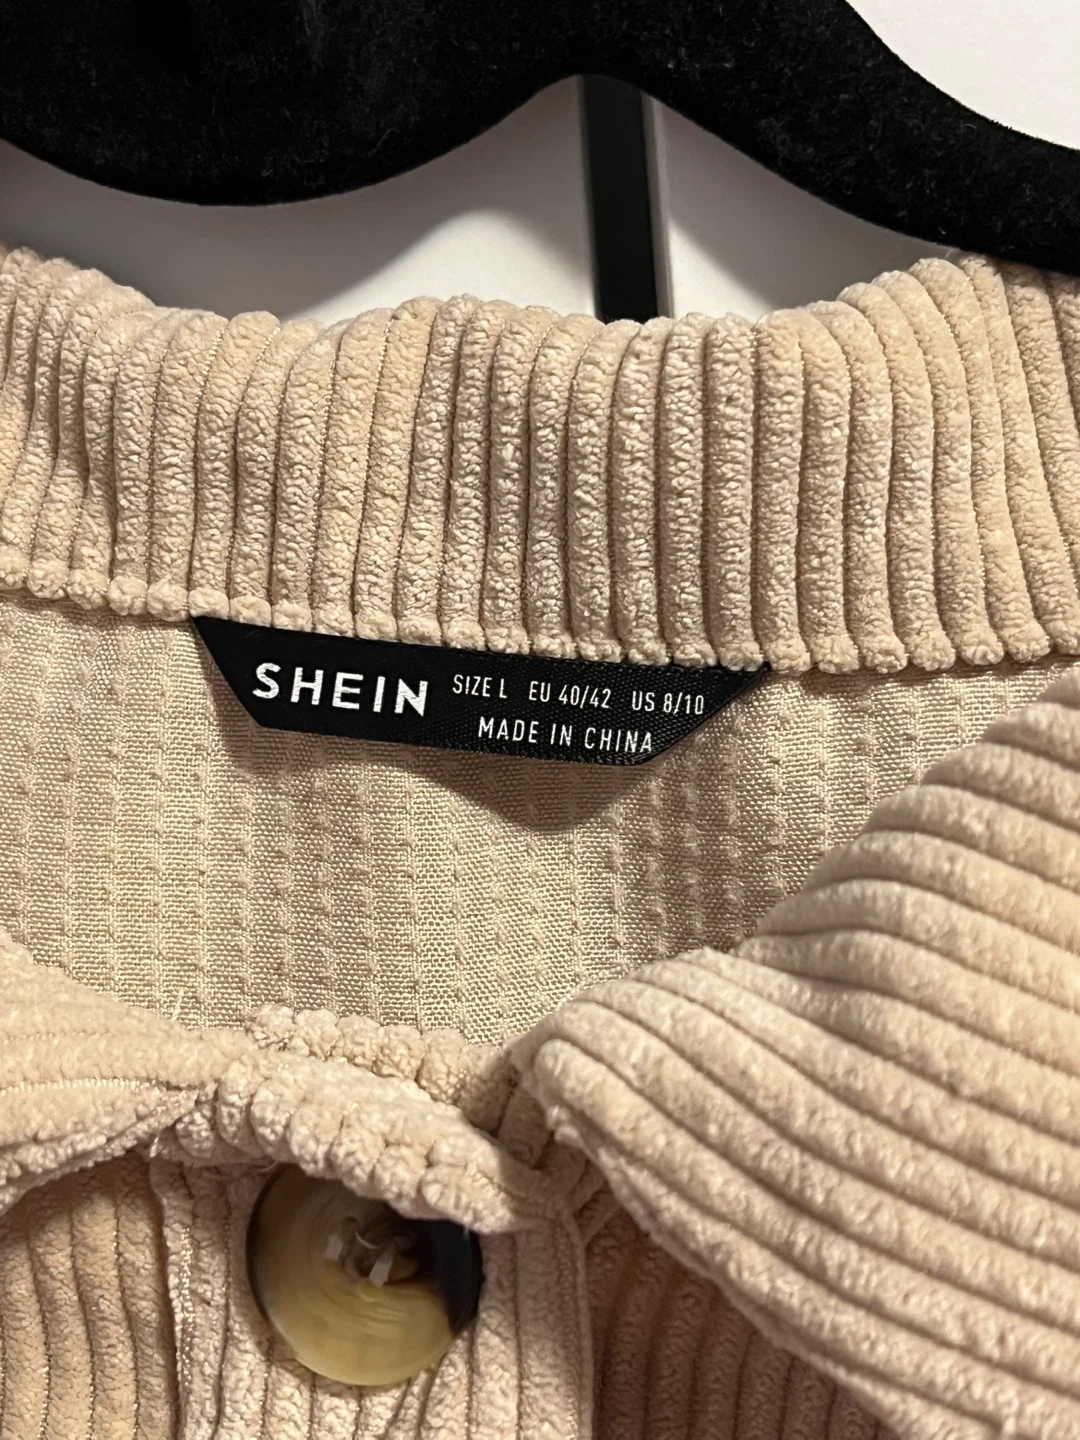 SHEIN SIZE L EU 40/42 US 8/10
MADE IN CHINA